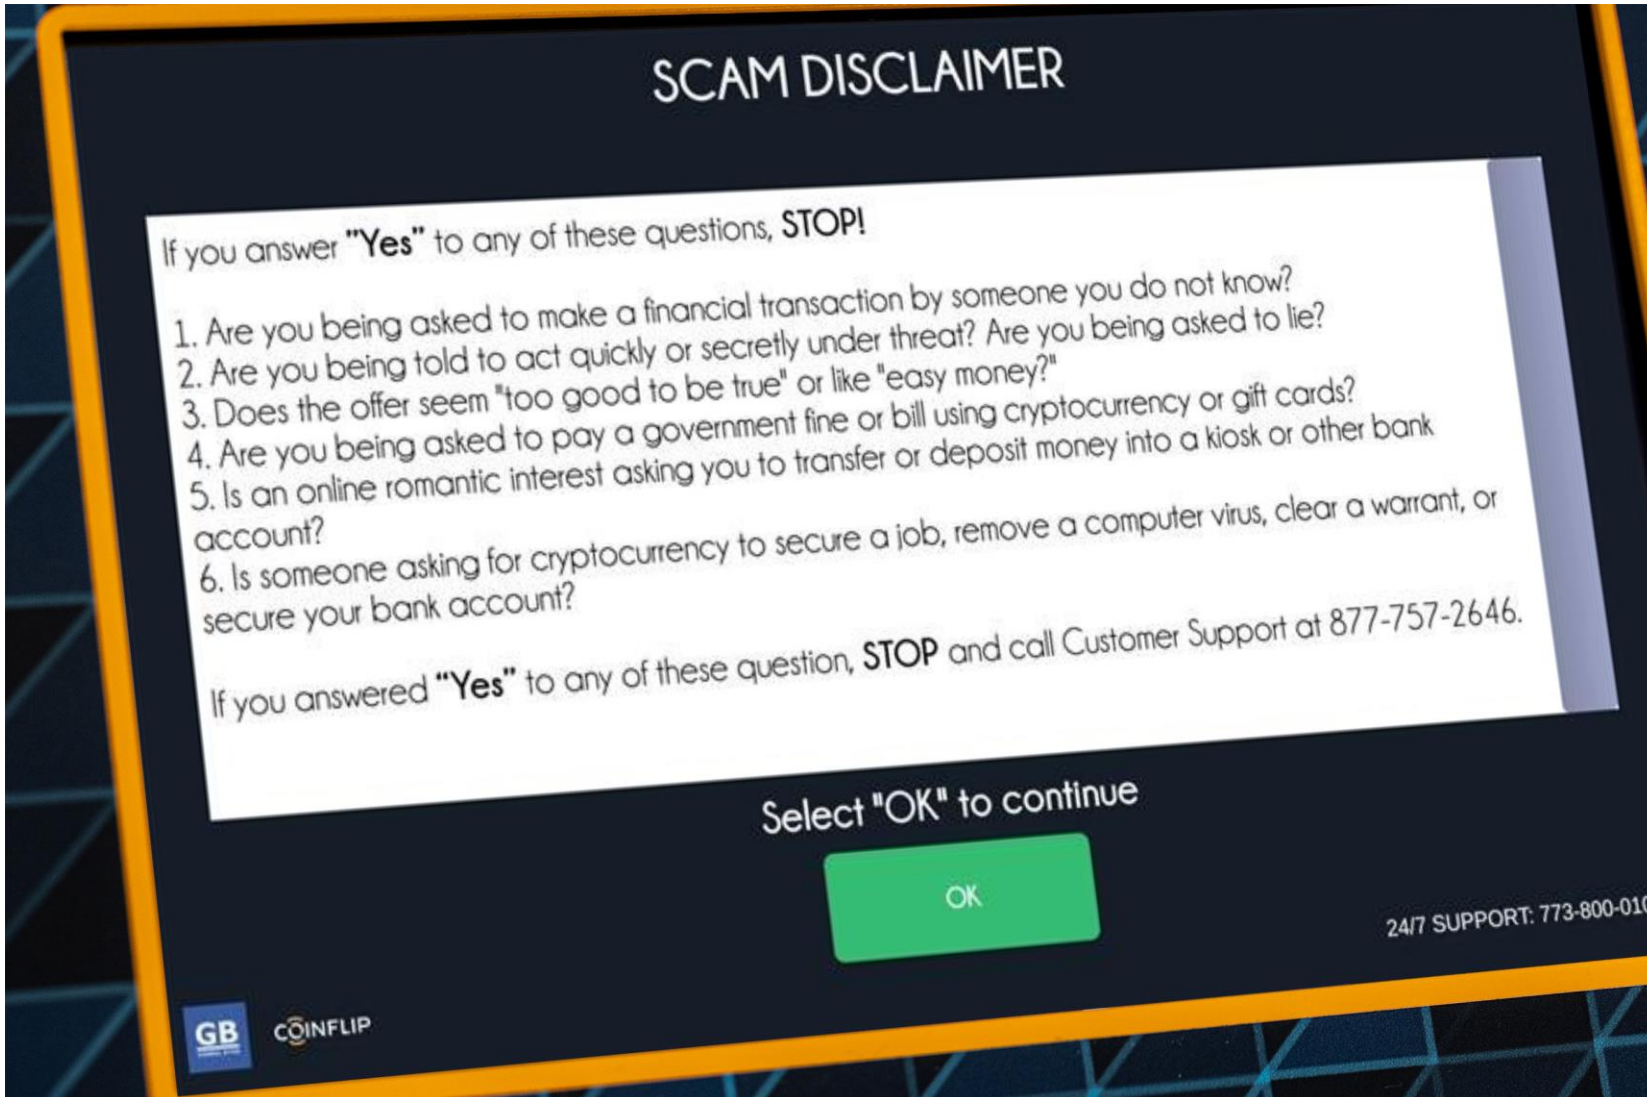 SCAM DISCLAIMER
If you answer "Yes" to any of these questions, STOP!
1. Are you being asked to make a financial transaction by someone you do not know?
2. Are you being told to act quickly or secretly under threat? Are you being asked to lie?
3. Does the offer seem "too good to be true" or like "easy money?"
4. Are you being asked to pay a government fine or bill using cryptocurrency or gift cards?
5. Is an online romantic interest asking you to transfer or deposit money into a kiosk or other bank
account?
6. Is someone asking for cryptocurrency to secure a job, remove a computer virus, clear a warrant, or
secure your bank account?
If you answered “Yes” to any of these question, STOP and call Customer Support at 877-757-2646.
Select "OK" to continue
OK
24/7 SUPPORT: 773-800-010
GB
COINFLIP